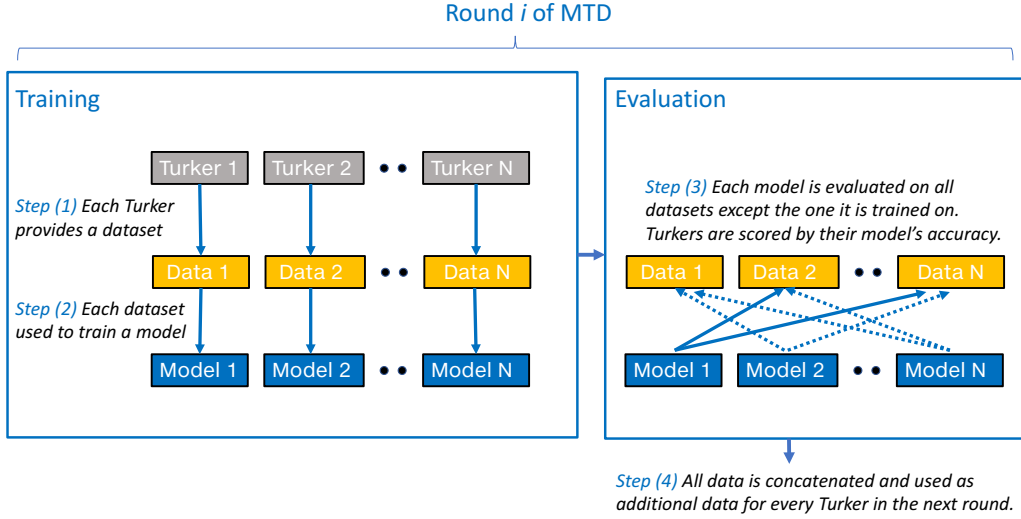 Round i of MTD
Training
Turker 1 Turker 2 Turker N
Step (1) Each Turker
provides a dataset
Data 1 Data 2 Data N
Step (2) Each dataset
used to train a model
Model 1 Model 2 Model N
Evaluation
Step (3) Each model is evaluated on all
datasets except the one it is trained on.
Turkers are scored by their model's accuracy.
Data 1 Data 2 Data N
Model 1 Model 2 Model N
Step (4) All data is concatenated and used as
additional data for every Turker in the next round.